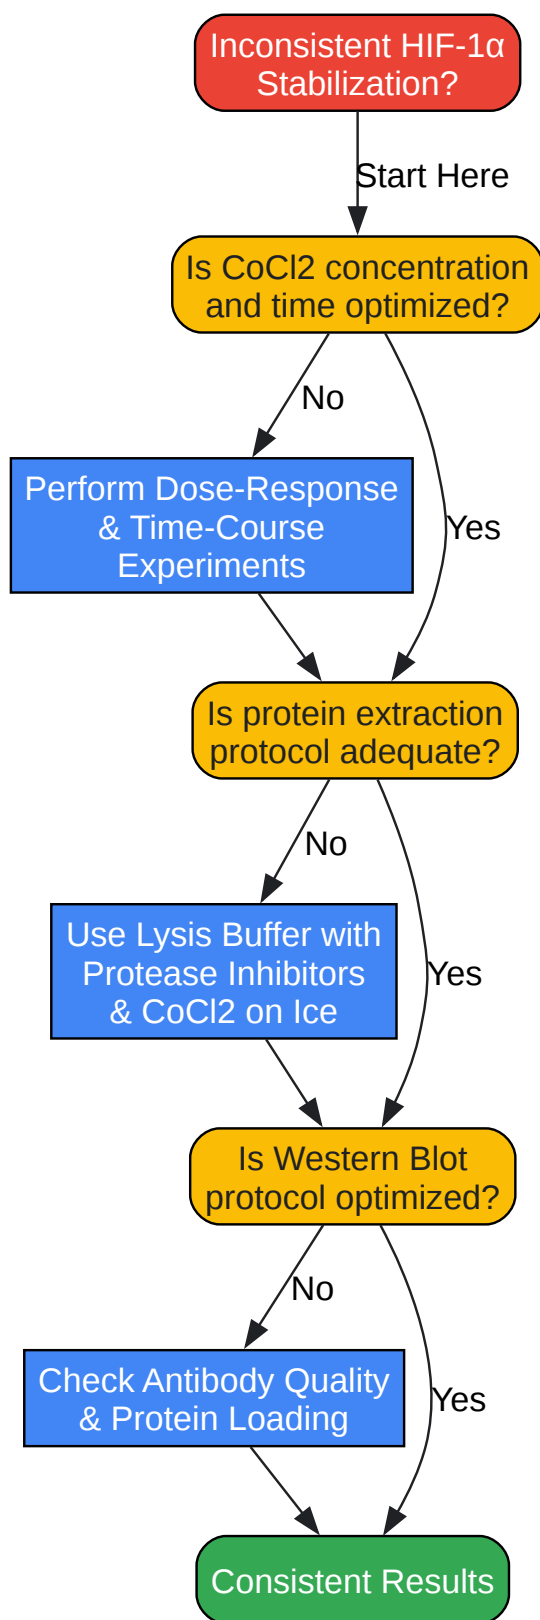 Inconsistent HIF-1α
Stabilization?
Start Here
Is CoCl2 concentration
and time optimized?
No
Perform Dose-Response
& Time-Course
Experiments
Yes
Is protein extraction
protocol adequate?
No
Use Lysis Buffer with
Protease Inhibitors
& CoCl2 on Ice
Yes
Is Western Blot
protocol optimized?
No
Check Antibody Quality
& Protein Loading
Yes
Consistent Results